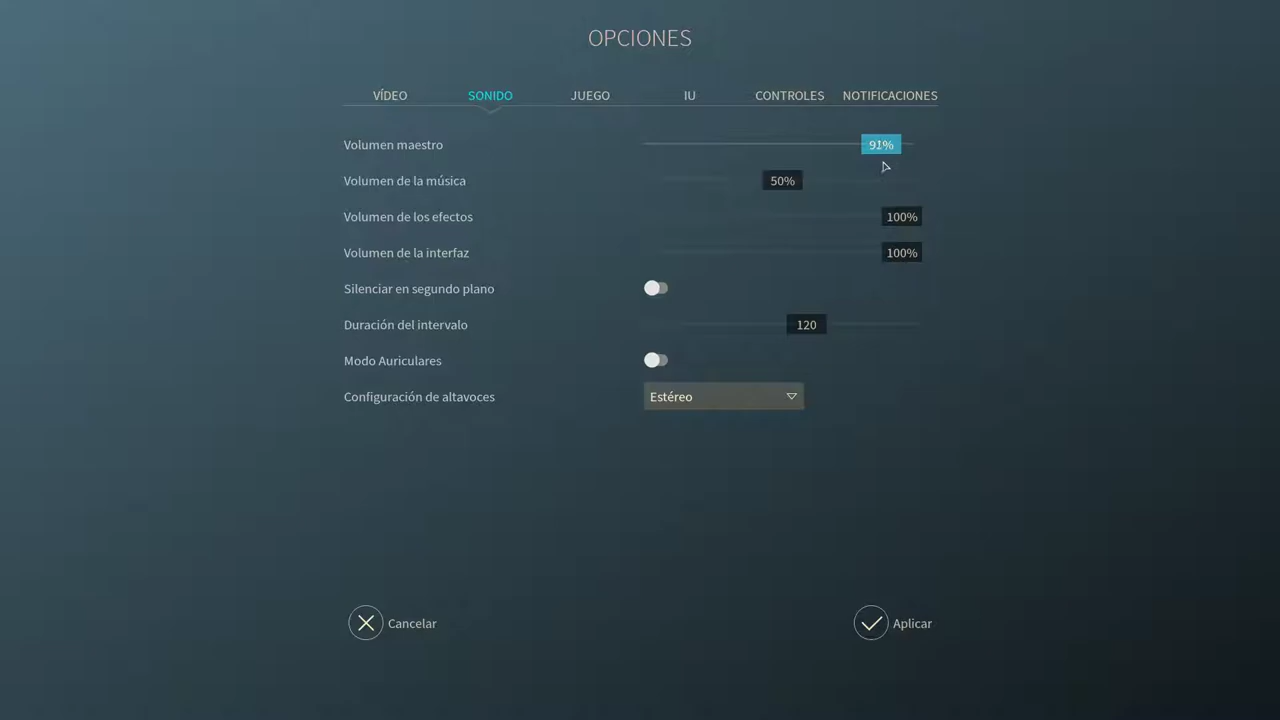 OPCIONES
VÍDEO SONIDO JUEGO IU CONTROLES NOTIFICACIONES
Volumen maestro 91%
Volumen de la música 50%
Volumen de los efectos 100%
Volumen de la interfaz 100%
Silenciar en segundo plano
Duración del intervalo 120
Modo Auriculares
Configuración de altavoces Estéreo
Cancelar Aplicar